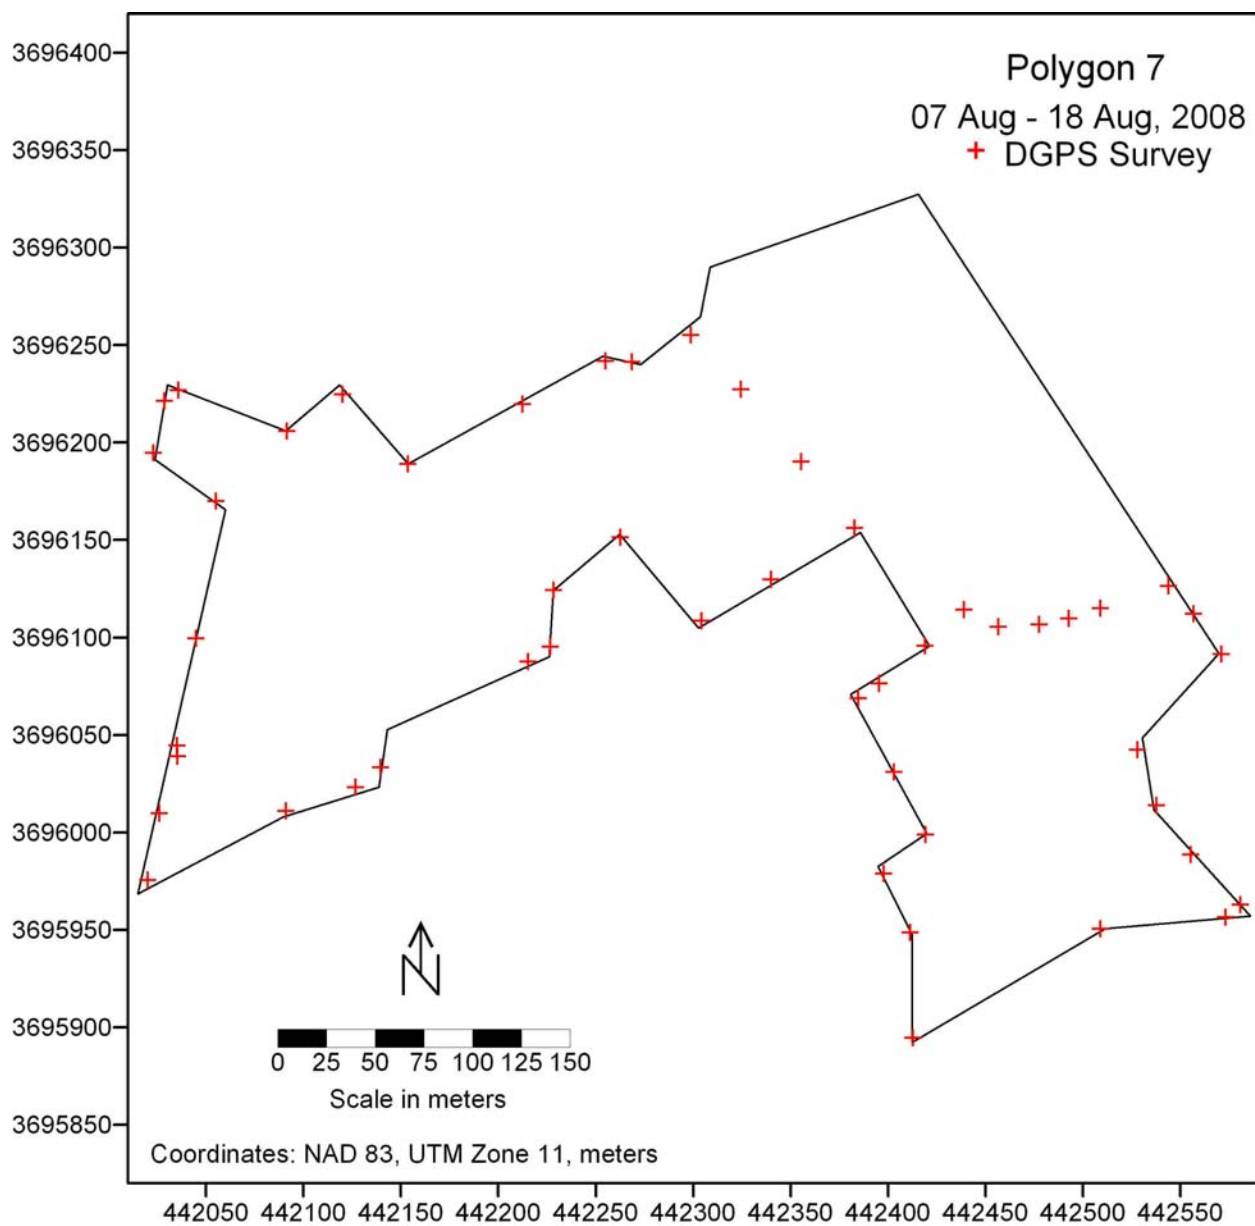 Polygon 7
07 Aug - 18 Aug, 2008
DGPS Survey
3696400
3696350
3696300
3696250
3696200
3696150
3696100
3696050
3696000
3695950
3695900
3695850
N
0 25 50 75 100 125 150
Scale in meters
Coordinates: NAD 83, UTM Zone 11, meters
442050 442100 442150 442200 442250 442300 442350 442400 442450 442500 442550